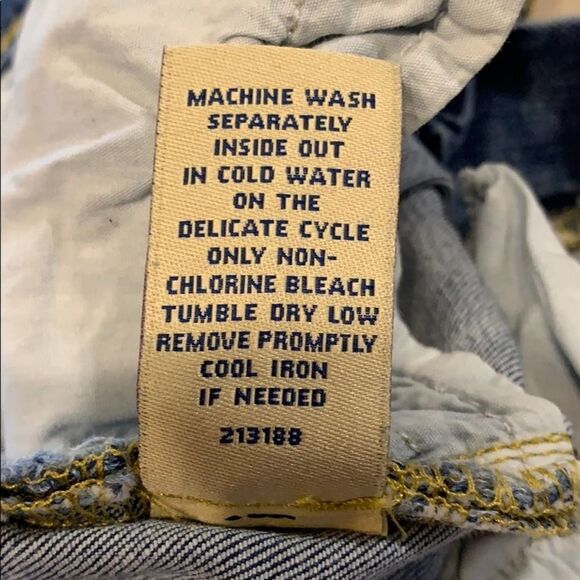 MACHINE WASH
SEPARATELY
INSIDE OUT
IN COLD WATER
ON THE
DELICATE CYCLE
ONLY NON-
CHLORINE BLEACH
TUMBLE DRY LOW
REMOVE PROMPTLY
COOL IRON
IF NEEDED
213188